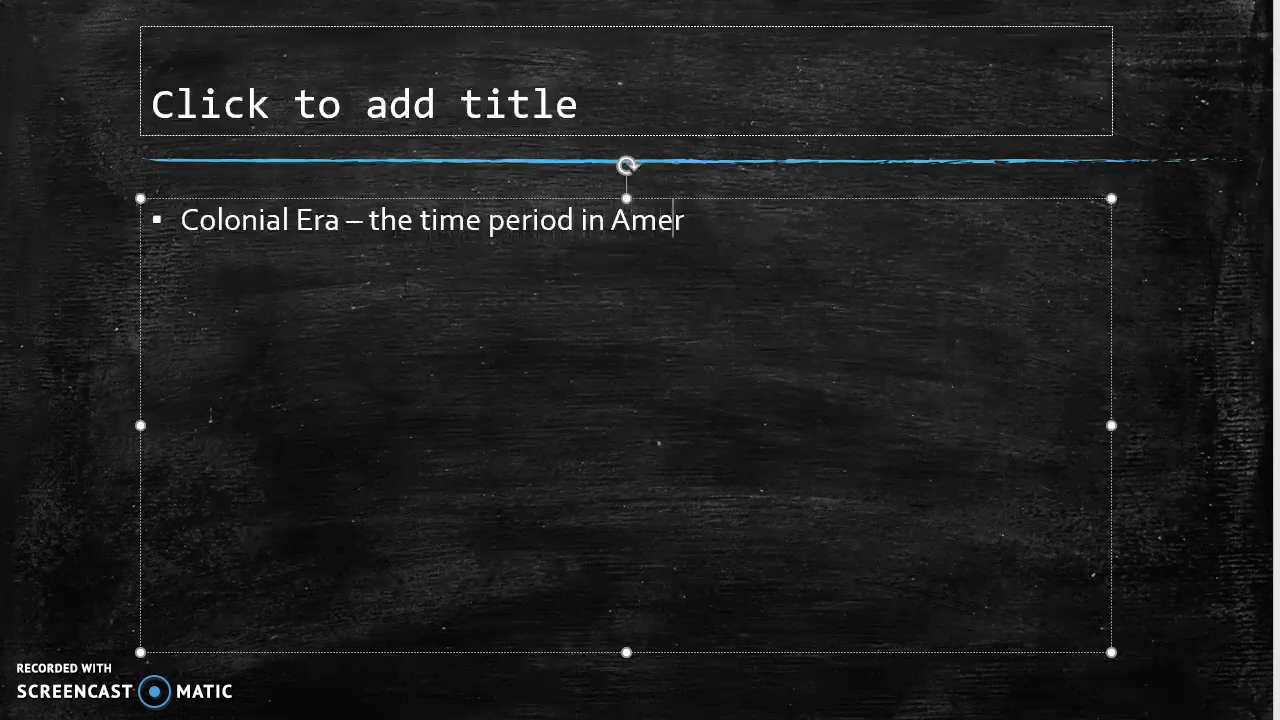 Click to add title
▪ Colonial Era – the time period in Amer
RECORDED WITH
SCREENCAST MATIC